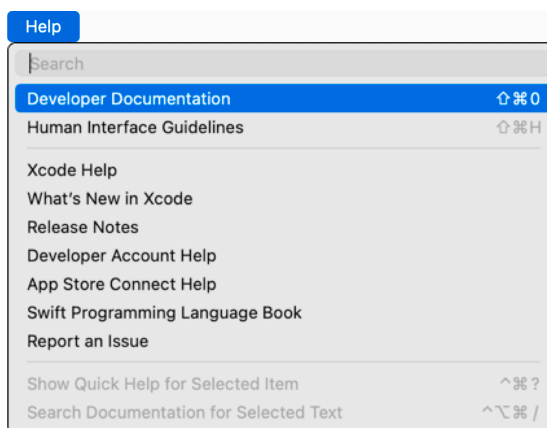 Help
Search
Developer Documentation ⇧⌘0
Human Interface Guidelines ⇧⌘H
Xcode Help
What’s New in Xcode
Release Notes
Developer Account Help
App Store Connect Help
Swift Programming Language Book
Report an Issue
Show Quick Help for Selected Item ^⌘?
Search Documentation for Selected Text ^⌥⌘/